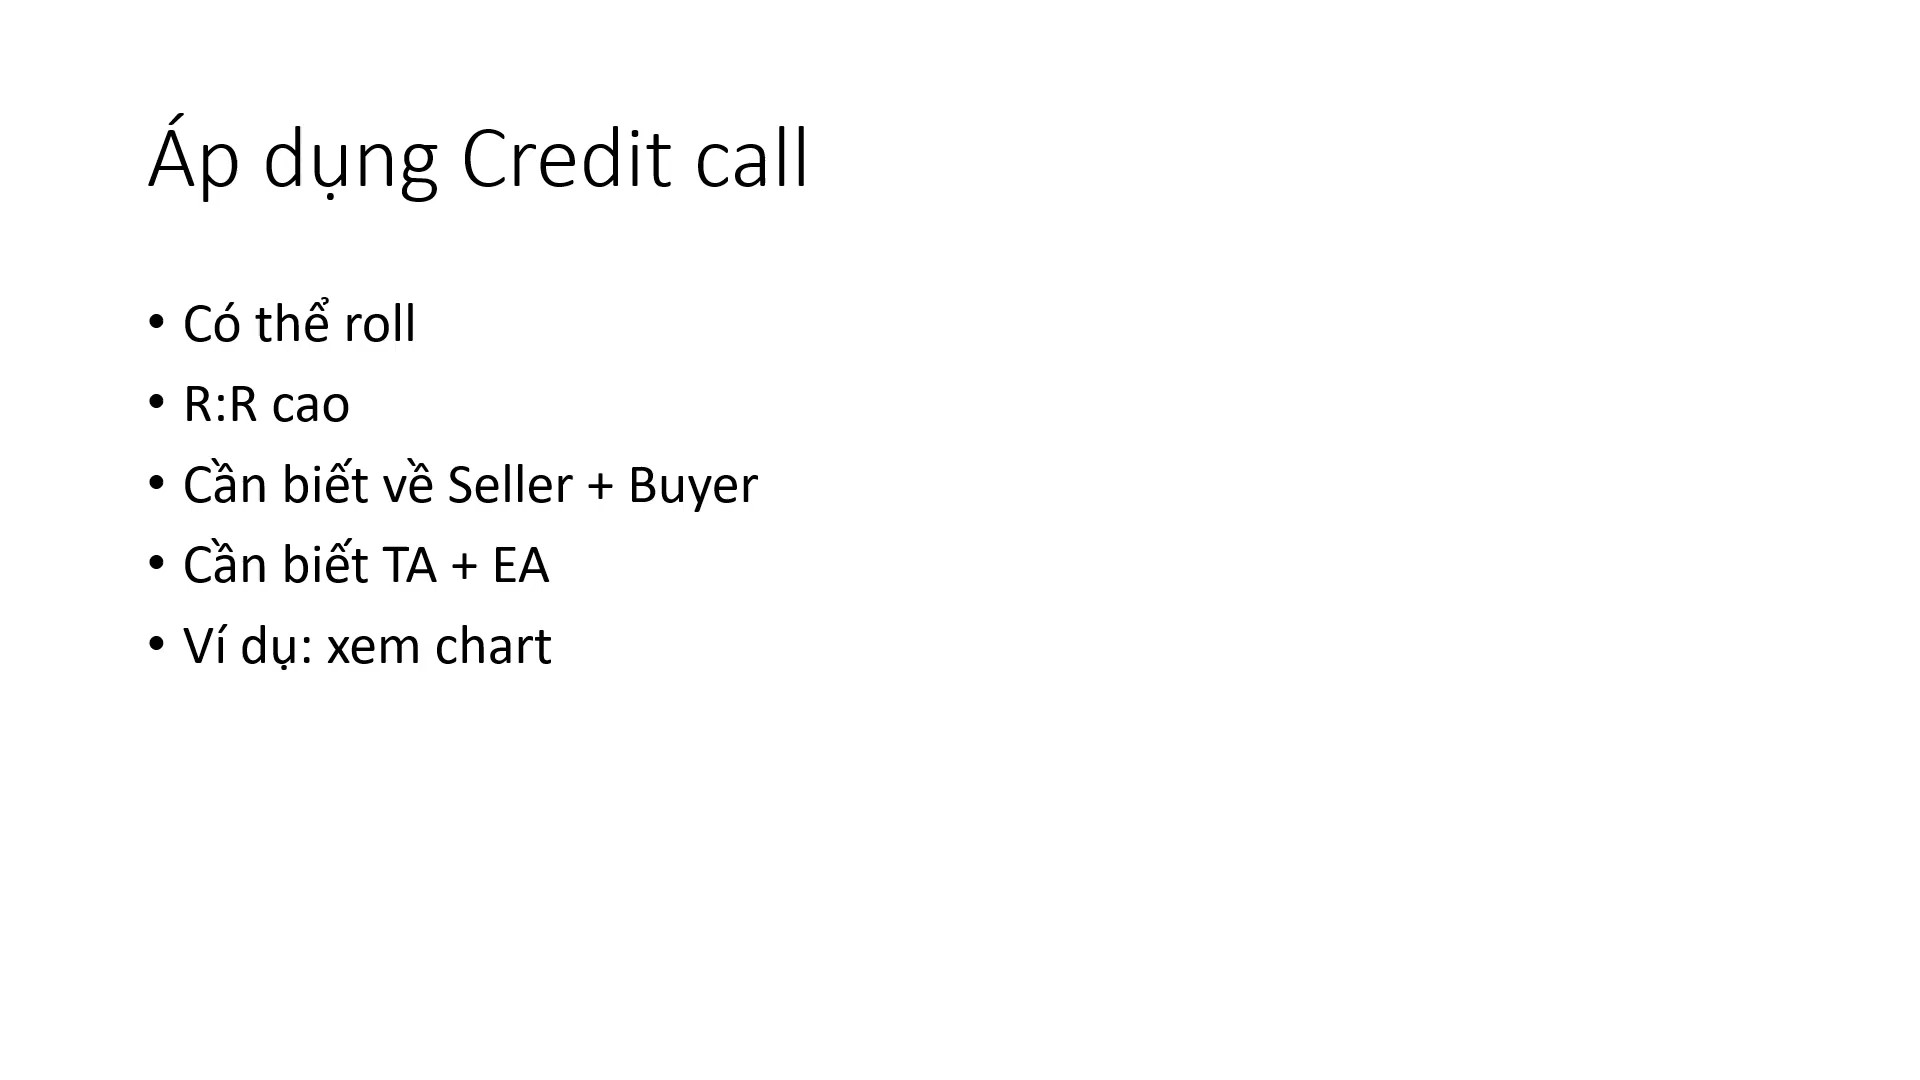 Áp dụng Credit call
• Có thể roll
• R:R cao
• Cần biết về Seller + Buyer
• Cần biết TA + EA
• Ví dụ: xem chart